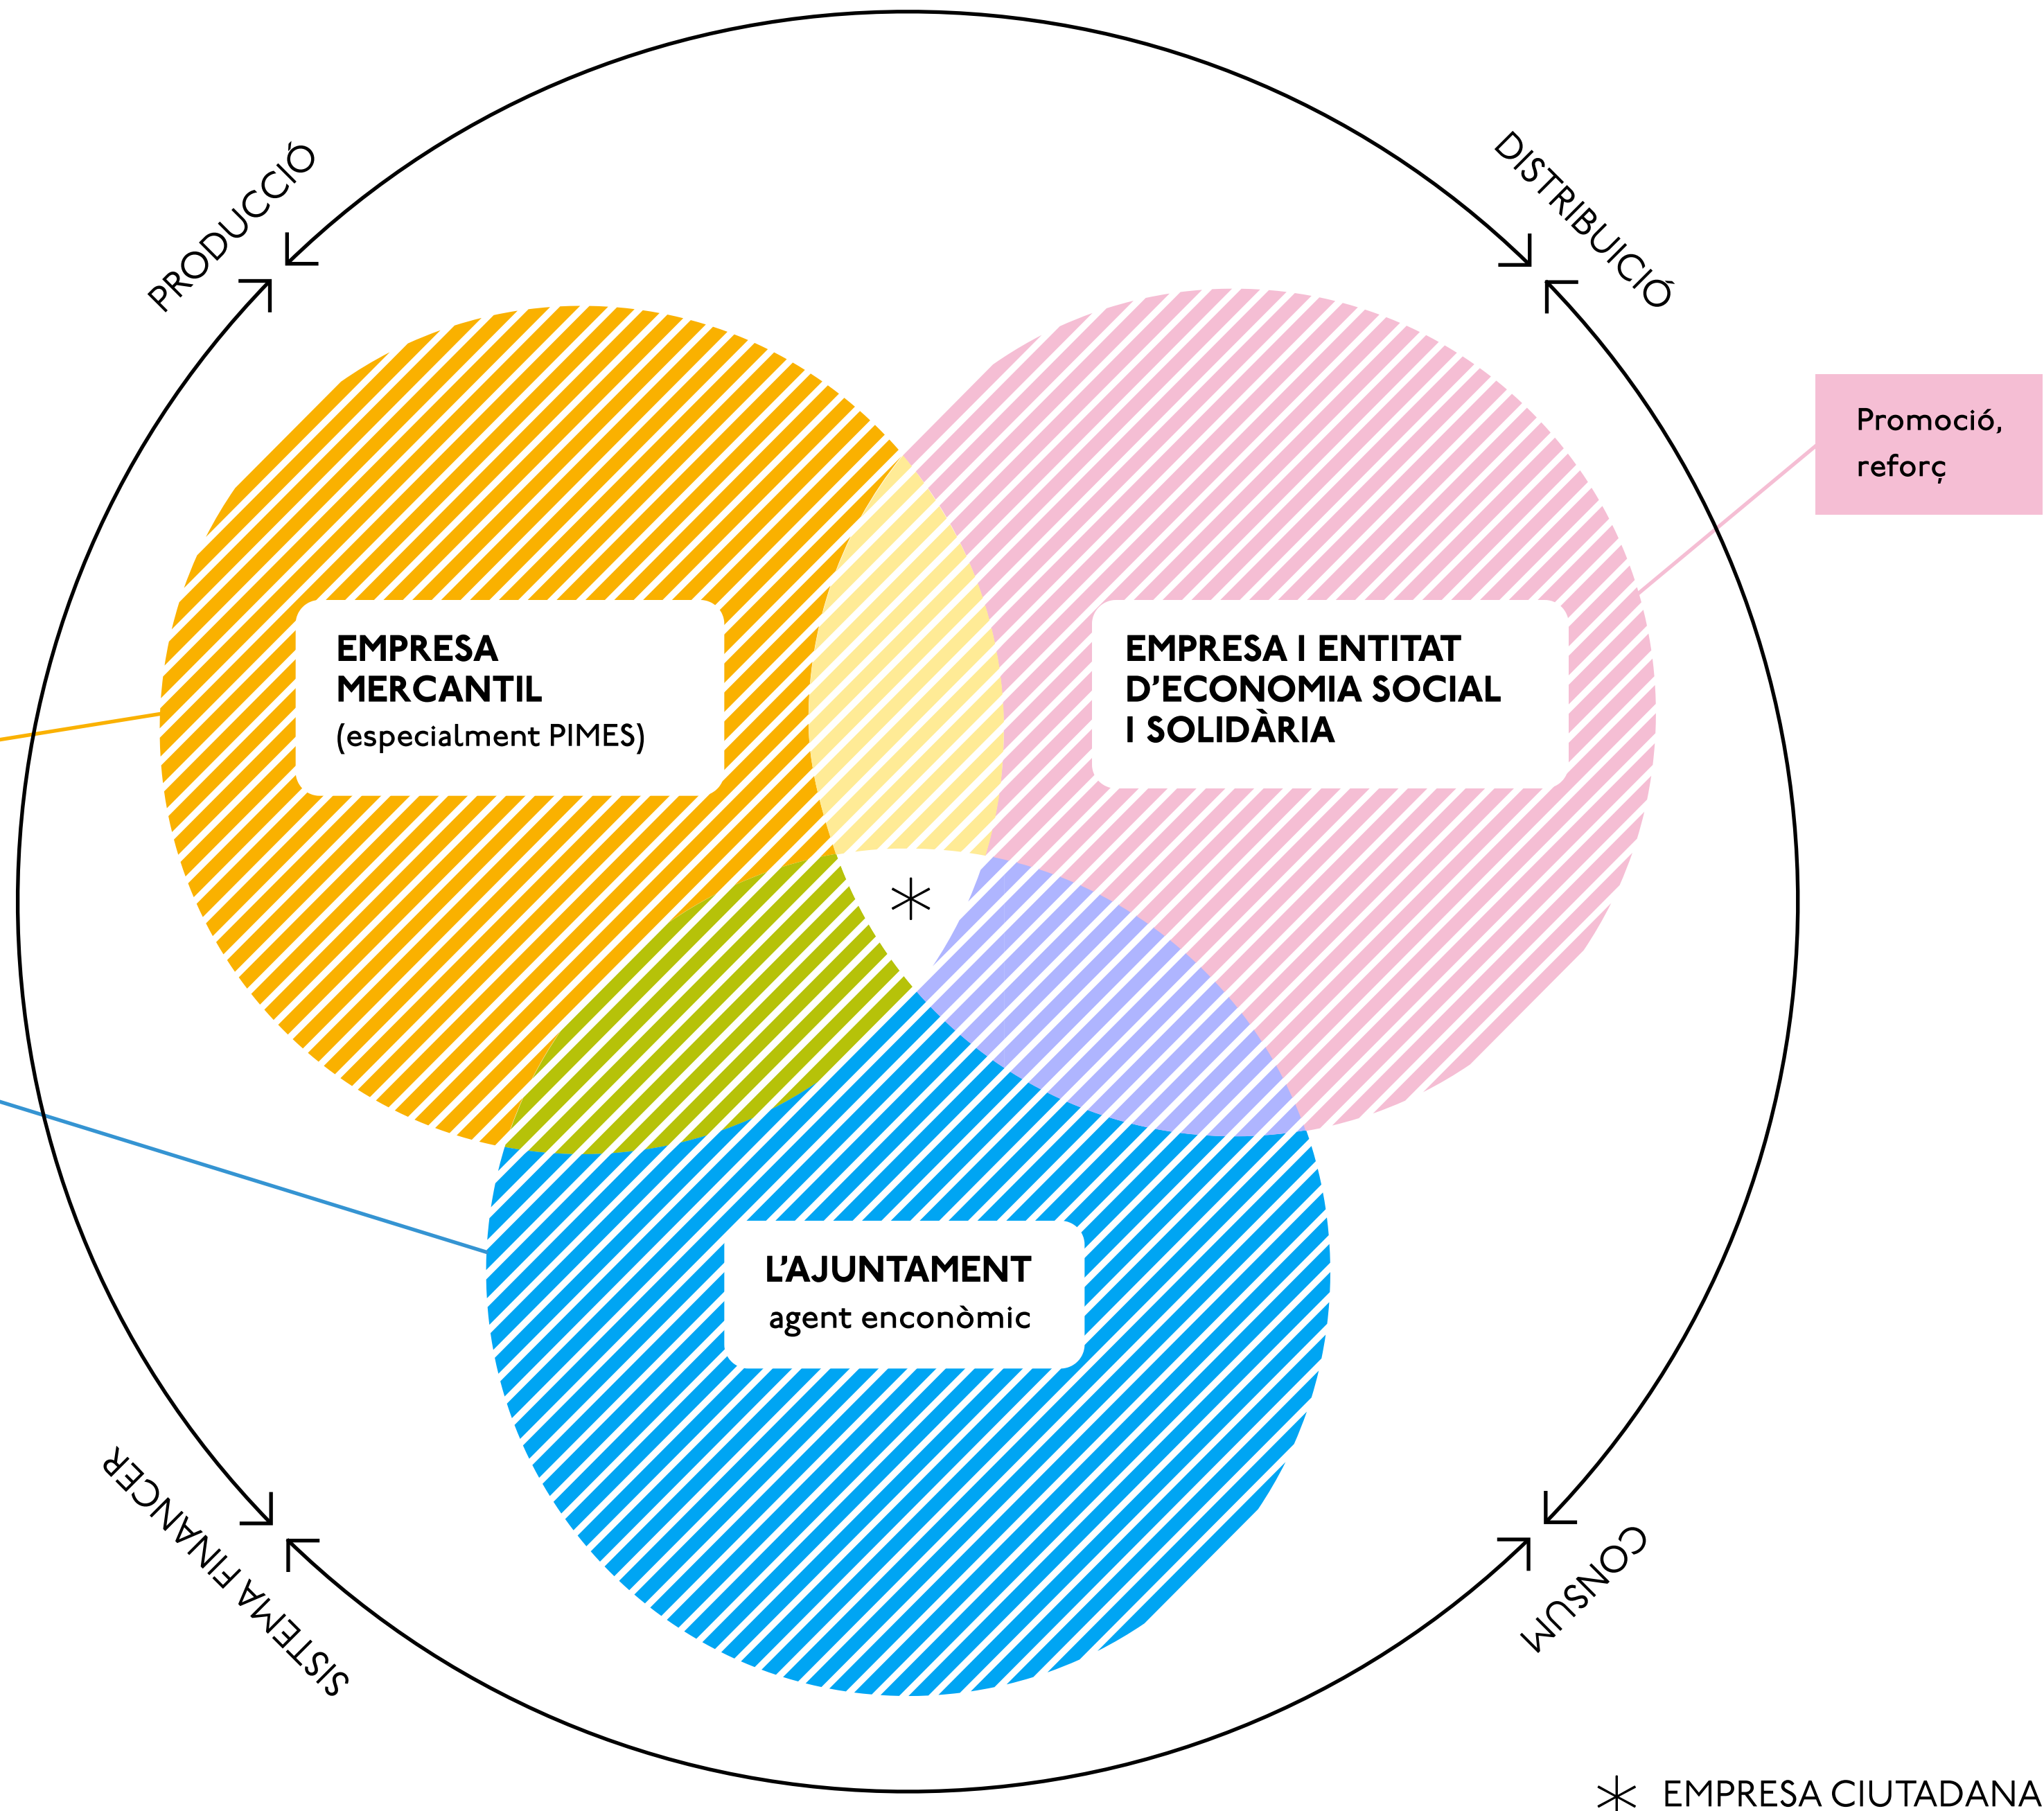 PRODUCCIÓ
DISTRIBUICIÓ
Promoció,
reforç
EMPRESA
MERCANTIL
(especialment PIMES)
EMPRESA I ENTITAT
D'ECONOMIA SOCIAL
I SOLIDÀRIA
L'AJUNTAMENT
agent enconòmic
SISTEMA FINANCER
CONSUM
EMPRESA CIUTADANA